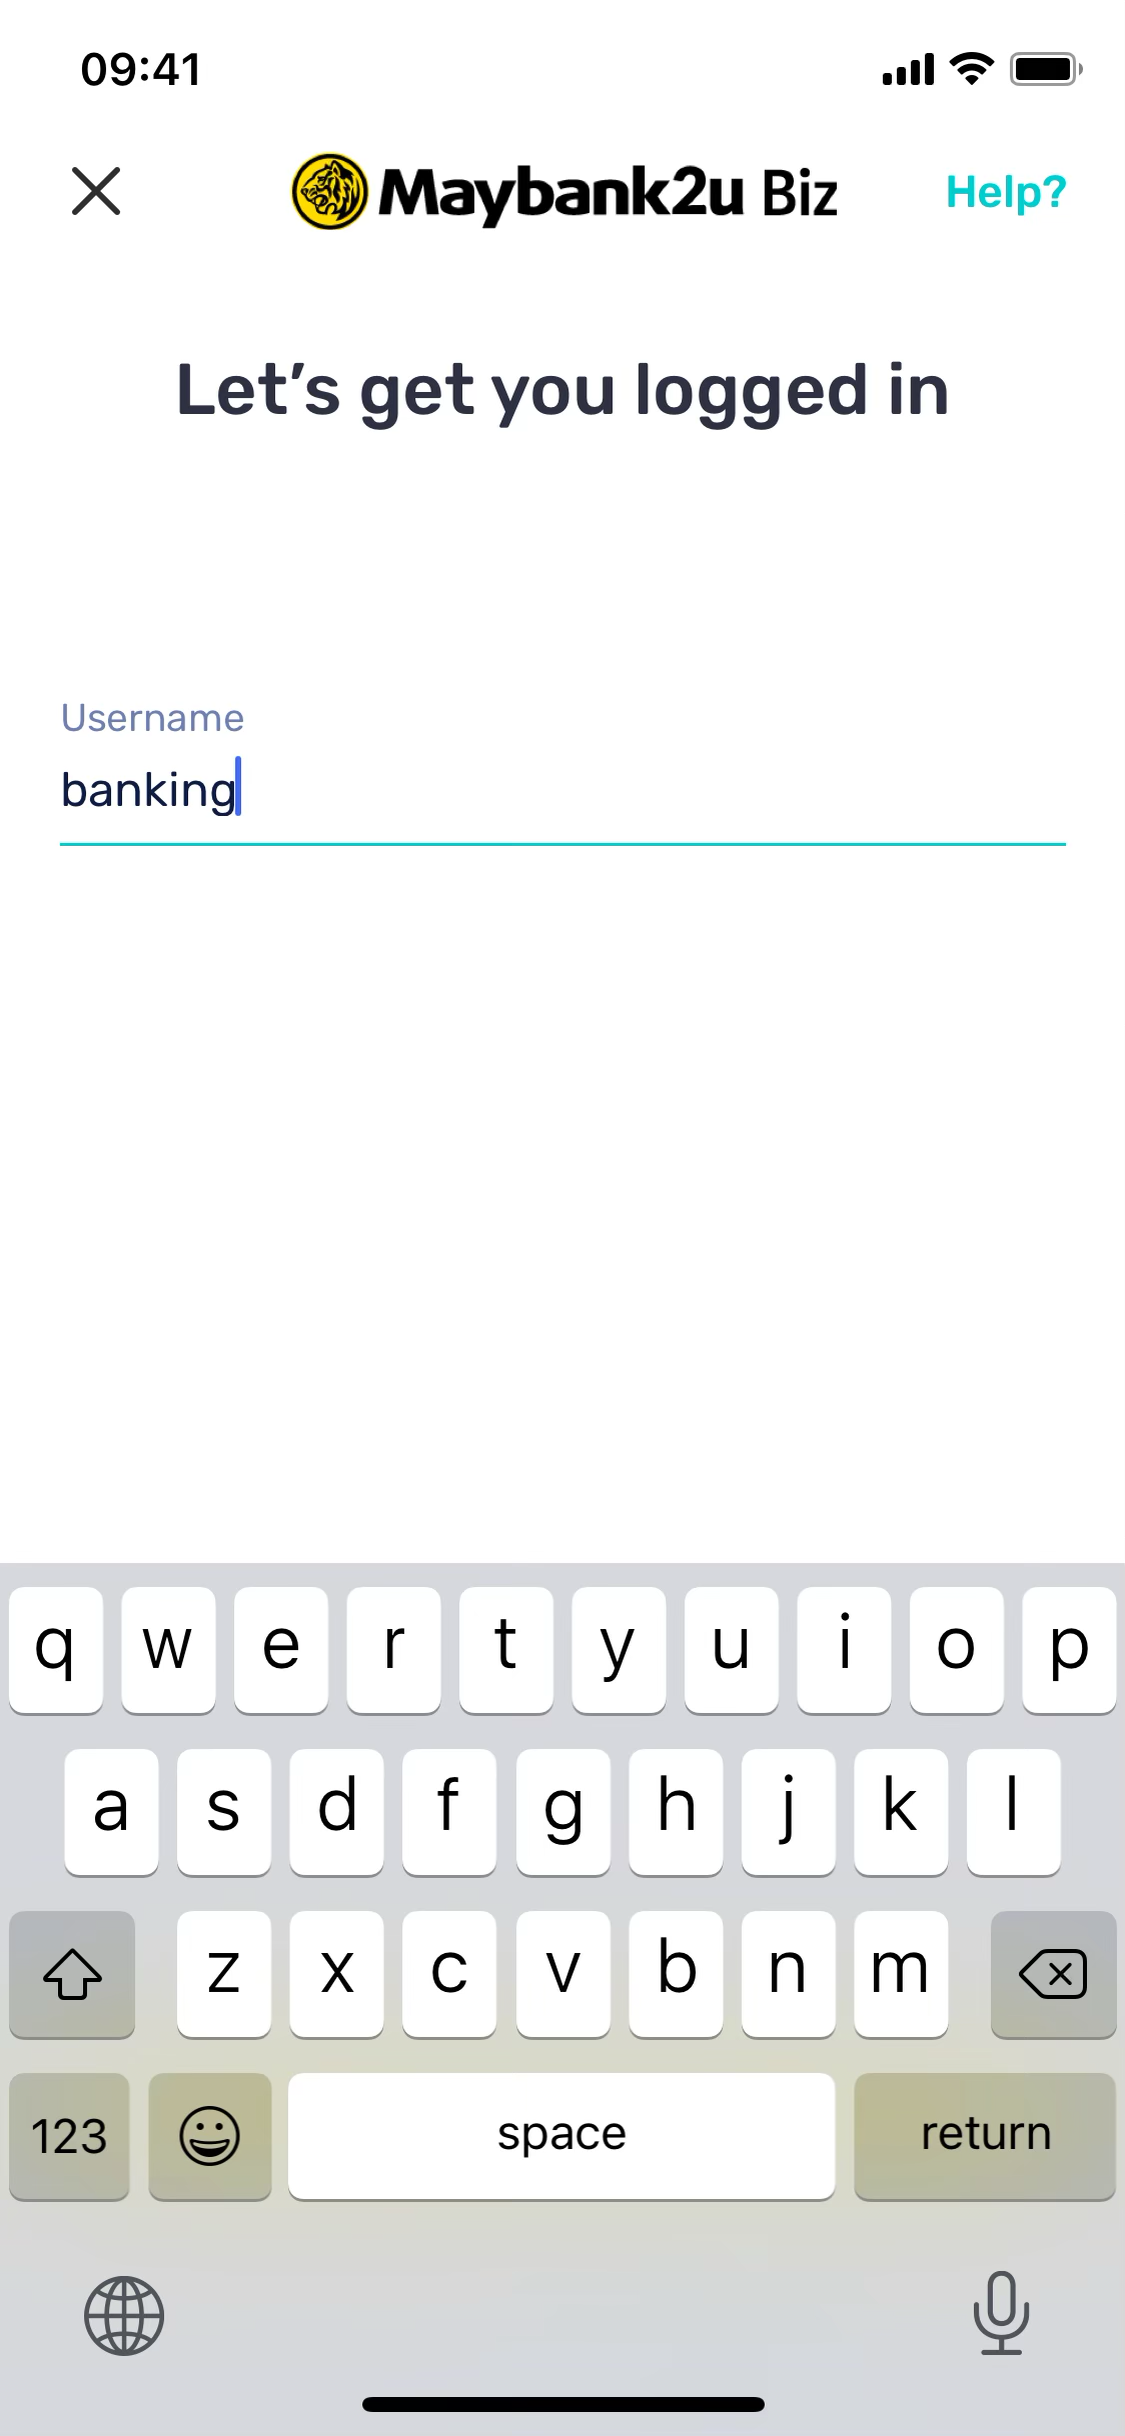 09:41
Maybank2u Biz
Help?
Let’s get you logged in
Username
banking
q w e r t y u i o p
a s d f g h j k l
z x c v b n m
123 space return